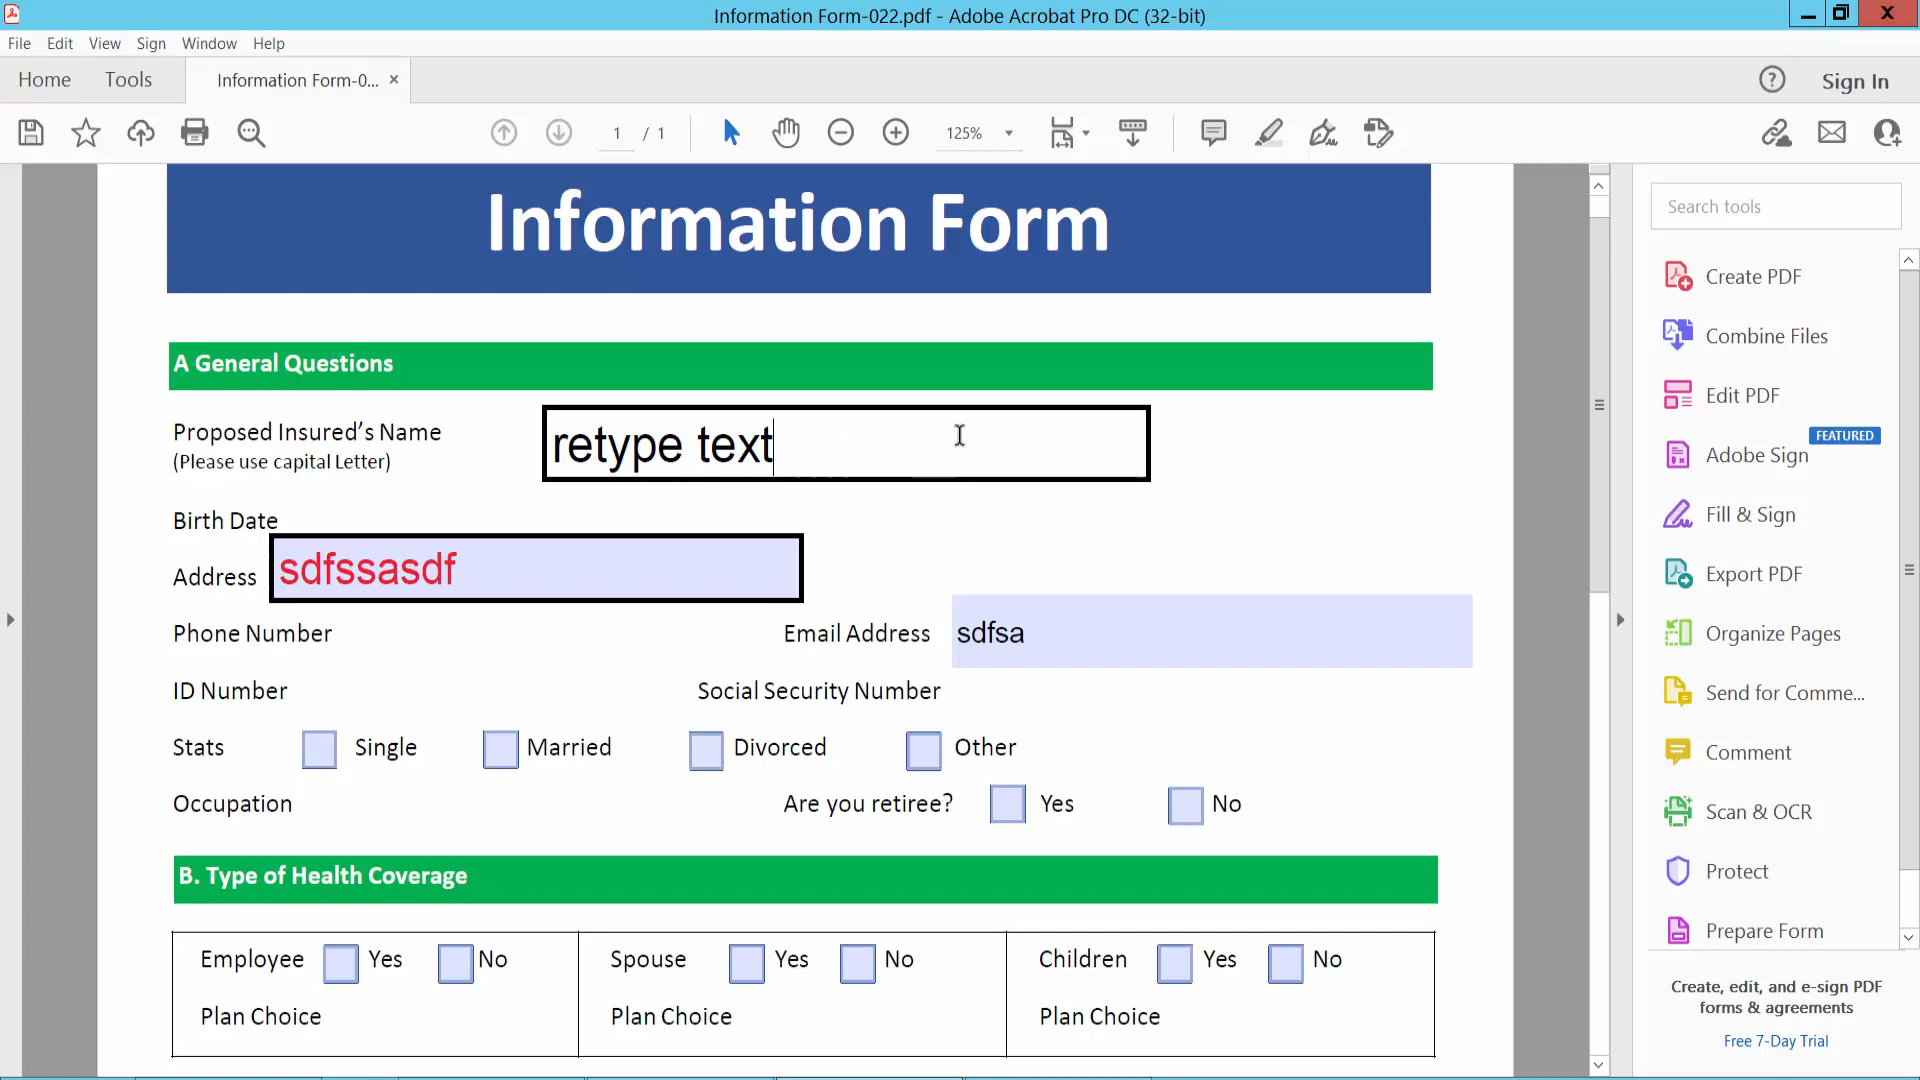 Information Form-022.pdf - Adobe Acrobat Pro DC (32-bit)
File Edit View Sign Window Help
Home Tools Information Form-0... × Sign In
1 / 1 125%
Information Form
A General Questions
Proposed Insured’s Name retype text
(Please use capital Letter)
Birth Date
Address sdfssasdf
Phone Number Email Address sdfsa
ID Number Social Security Number
Stats Single Married Divorced Other
Occupation Are you retiree? Yes No
B. Type of Health Coverage
Employee Yes No Spouse Yes No Children Yes No
Plan Choice Plan Choice Plan Choice
Search tools
Create PDF
Combine Files
Edit PDF
FEATURED
Adobe Sign
Fill & Sign
Export PDF
Organize Pages
Send for Comme...
Comment
Scan & OCR
Protect
Prepare Form
Create, edit, and e-sign PDF
forms & agreements
Free 7-Day Trial